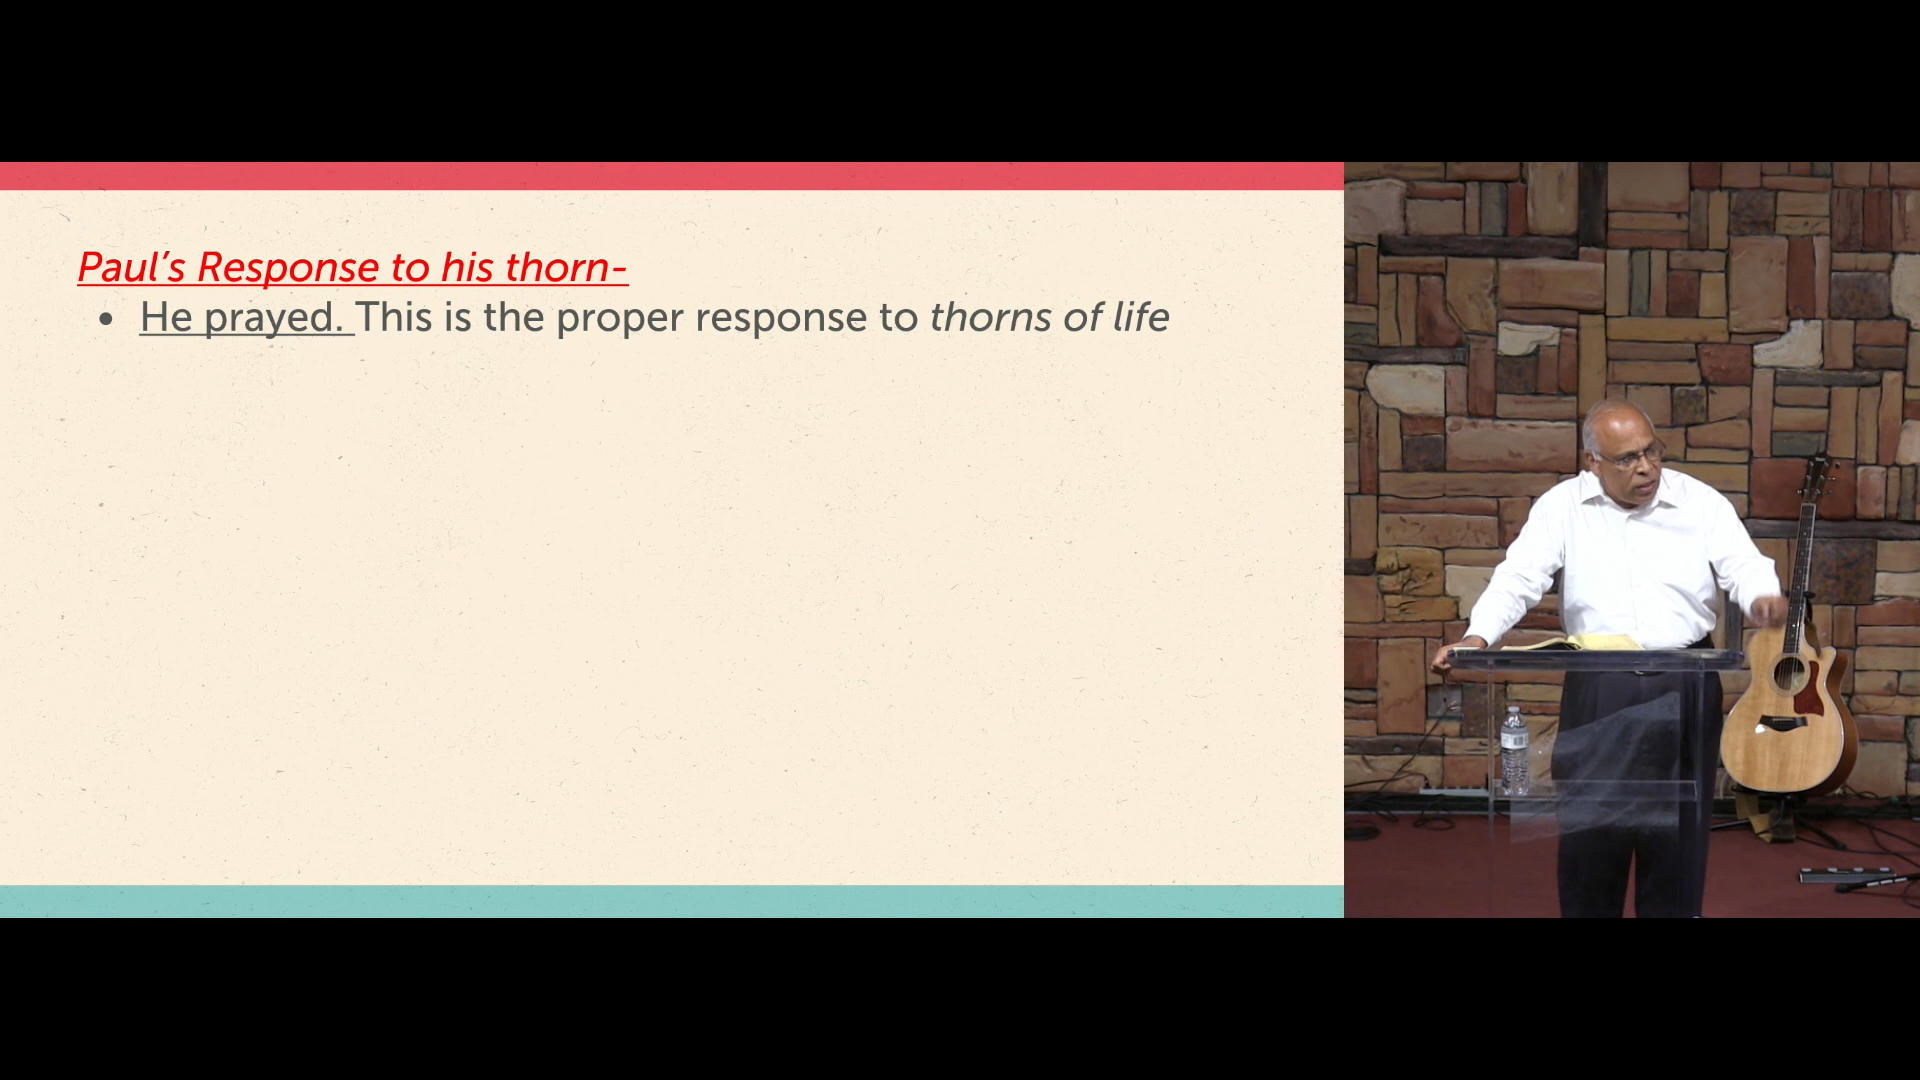 Paul's Response to his thorn-
• He prayed. This is the proper response to thorns of life